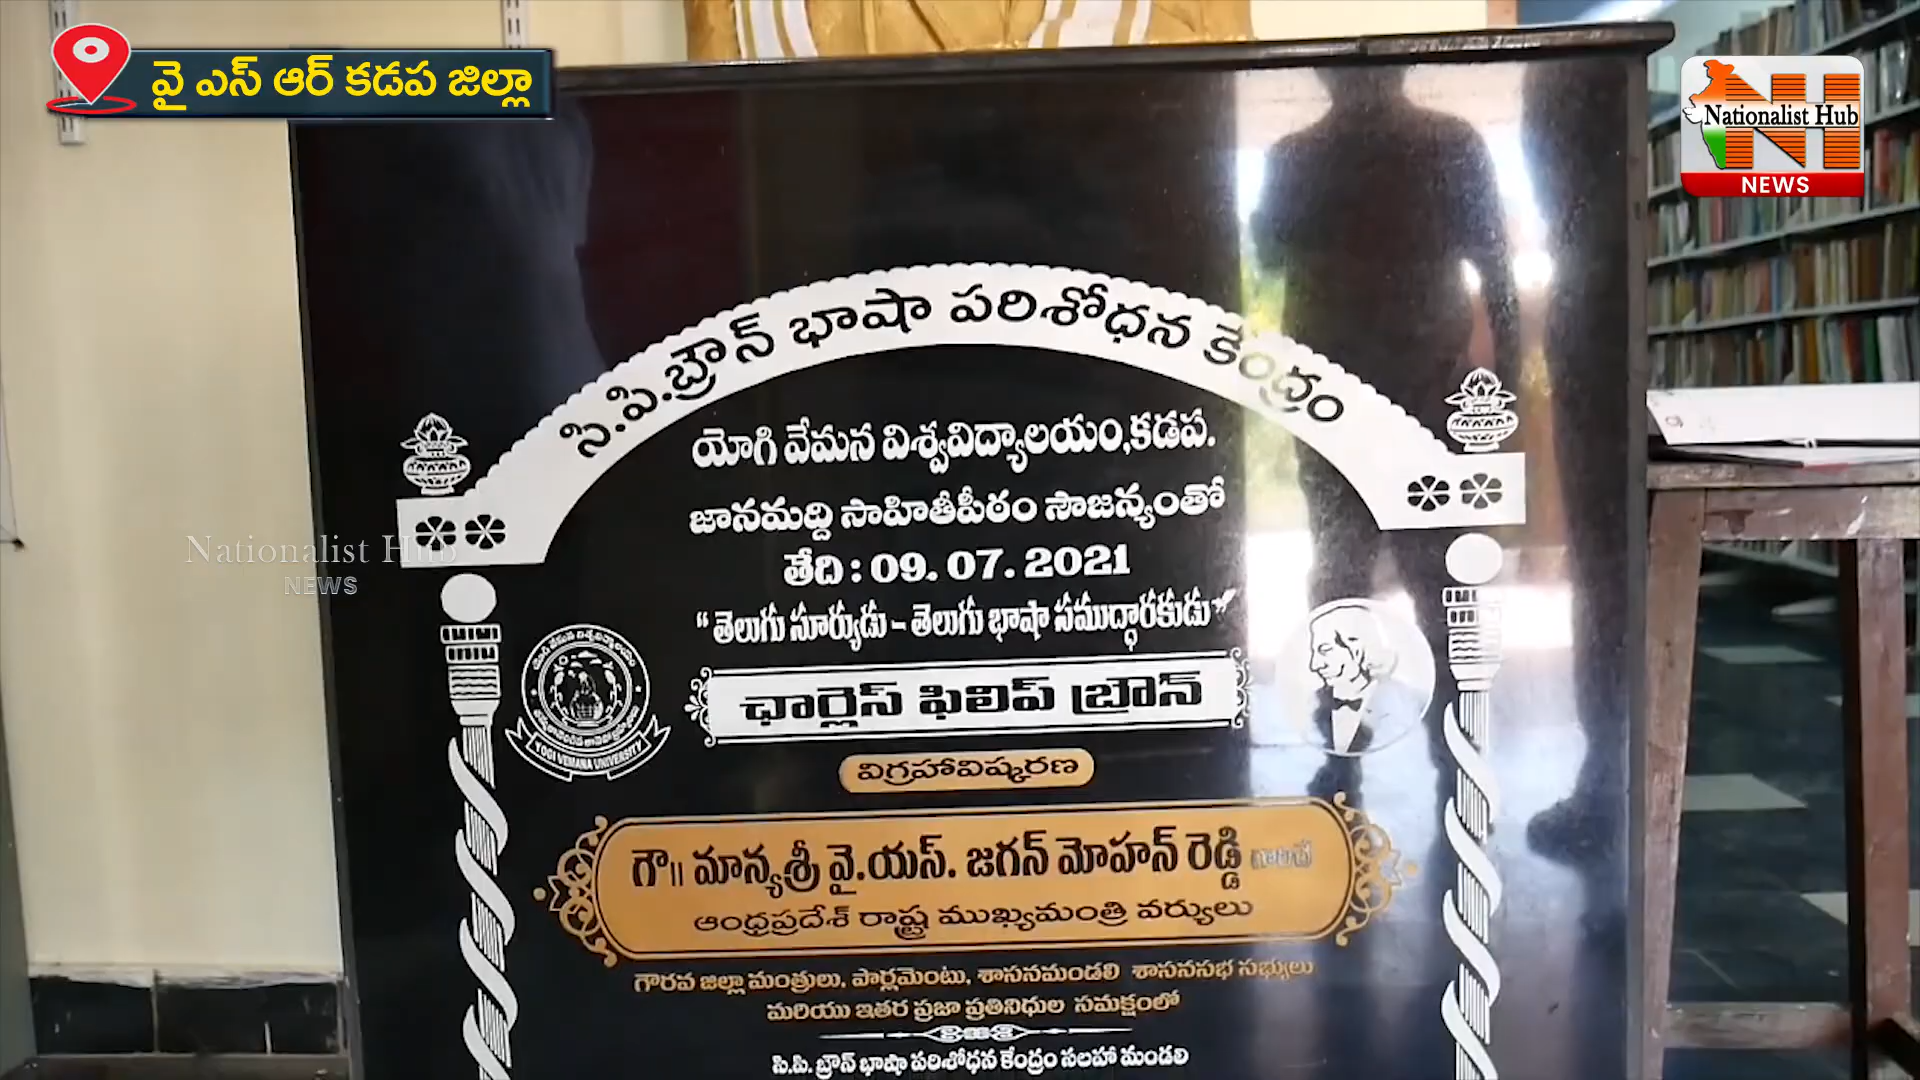 వై ఎస్ ఆర్ కడప జిల్లా
Nationalist Hub
NEWS
సి.పి.బ్రౌన్ భాషా పరిశోధన కేంద్రం
యోగి వేమన విశ్వవిద్యాలయం,కడప.
జానమద్ది సాహితీపీఠం సౌజన్యంతో
తేది : 09. 07. 2021
“ తెలుగు సూర్యుడు - తెలుగు భాషా సముద్ధారకుడు ”
ఛార్లెస్ ఫిలిప్ బ్రౌన్
YOGI VEMANA UNIVERSITY
విగ్రహావిష్కరణ
గౌ|| మాన్యశ్రీ వై.యస్. జగన్ మోహన్ రెడ్డి గారిచే
ఆంధ్రప్రదేశ్ రాష్ట్ర ముఖ్యమంత్రి వర్యులు
గౌరవ జిల్లా మంత్రులు, పార్లమెంటు, శాసనమండలి శాసనసభ సభ్యులు
మరియు ఇతర ప్రజా ప్రతినిధుల సమక్షంలో
సి.పి. బ్రౌన్ భాషా పరిశోధన కేంద్రం సలహా మండలి
Nationalist Hub
NEWS